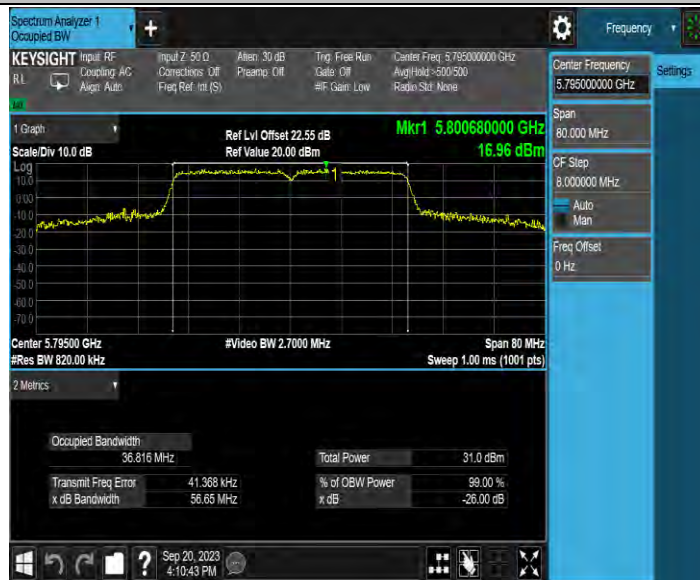 Spectrum Analyzer 1
Occupied BW
+
Frequency
KEYSIGHT Input: RF
Coupling: AC
Align: Auto
RL
Input Z: 50 Ω
Corrections: Off
Freq Ref: Int (S)
Atten: 30 dB
Preamp: Off
Trig: Free Run
Gate: Off
#IF Gain: Low
Center Freq: 5.795000000 GHz
Avg|Hold: >500/500
Radio Std: None
Center Frequency
5.795000000 GHz
Settings
Span
80.000 MHz
CF Step
8.000000 MHz
Auto
Man
Freq Offset
0 Hz
1 Graph
Scale/Div 10.0 dB
Ref Lvl Offset 22.55 dB
Ref Value 20.00 dBm
Mkr1 5.800680000 GHz
16.96 dBm
Log
10.0
0.00
-10.0
-20.0
-30.0
-40.0
-50.0
-60.0
-70.0
1
Center 5.79500 GHz
#Res BW 820.00 kHz
#Video BW 2.7000 MHz
Span 80 MHz
Sweep 1.00 ms (1001 pts)
2 Metrics
Occupied Bandwidth
36.816 MHz
Total Power 31.0 dBm
Transmit Freq Error 41.368 kHz
% of OBW Power 99.00 %
x dB Bandwidth 56.65 MHz
x dB -26.00 dB
?
Sep 20, 2023
4:10:43 PM